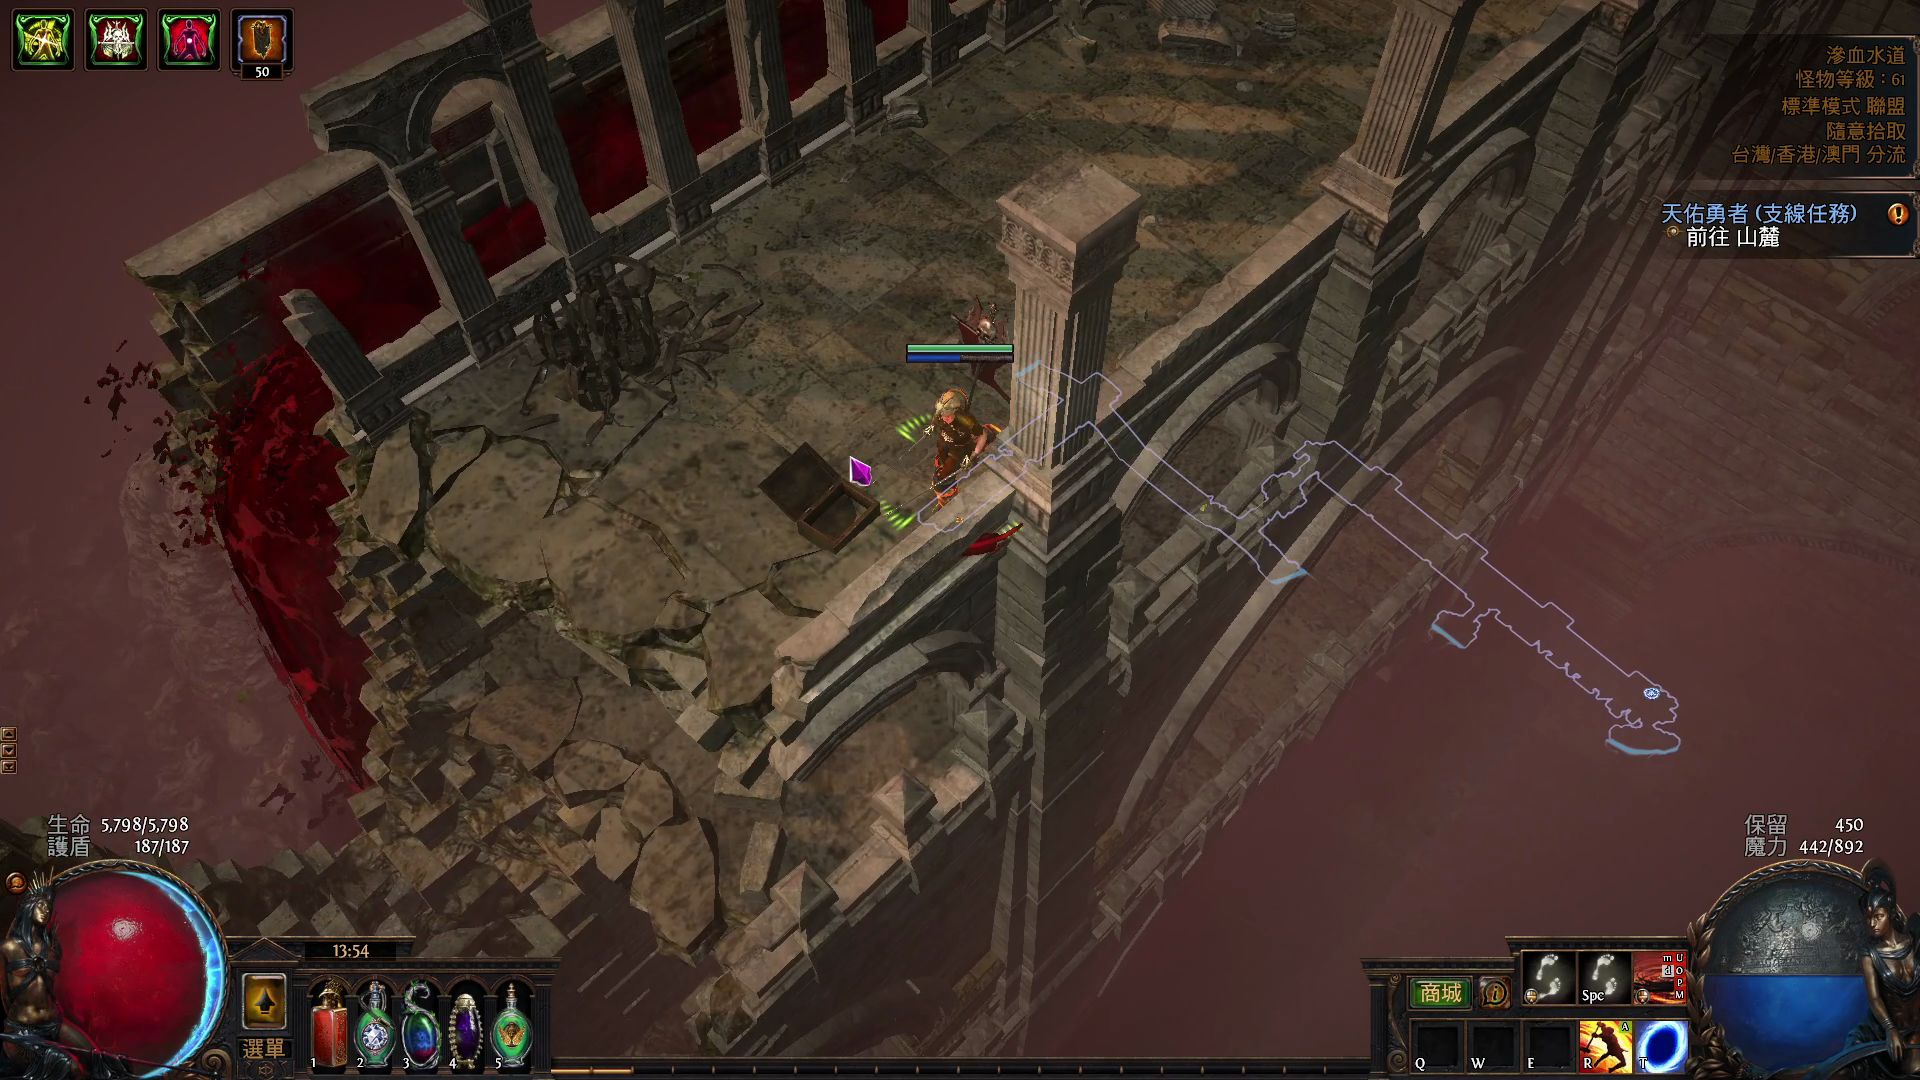 50
滲血水道
怪物等級：61
標準模式 聯盟
隨意拾取
台灣/香港/澳門 分流
天佑勇者 (支線任務)
前往 山麓
生命 5,798/5,798
護盾 187/187
保留 450
魔力 442/892
13:54
選單
1 2 3 4 5
商城
Spc
m U
d O
P
M
Q W E R A T